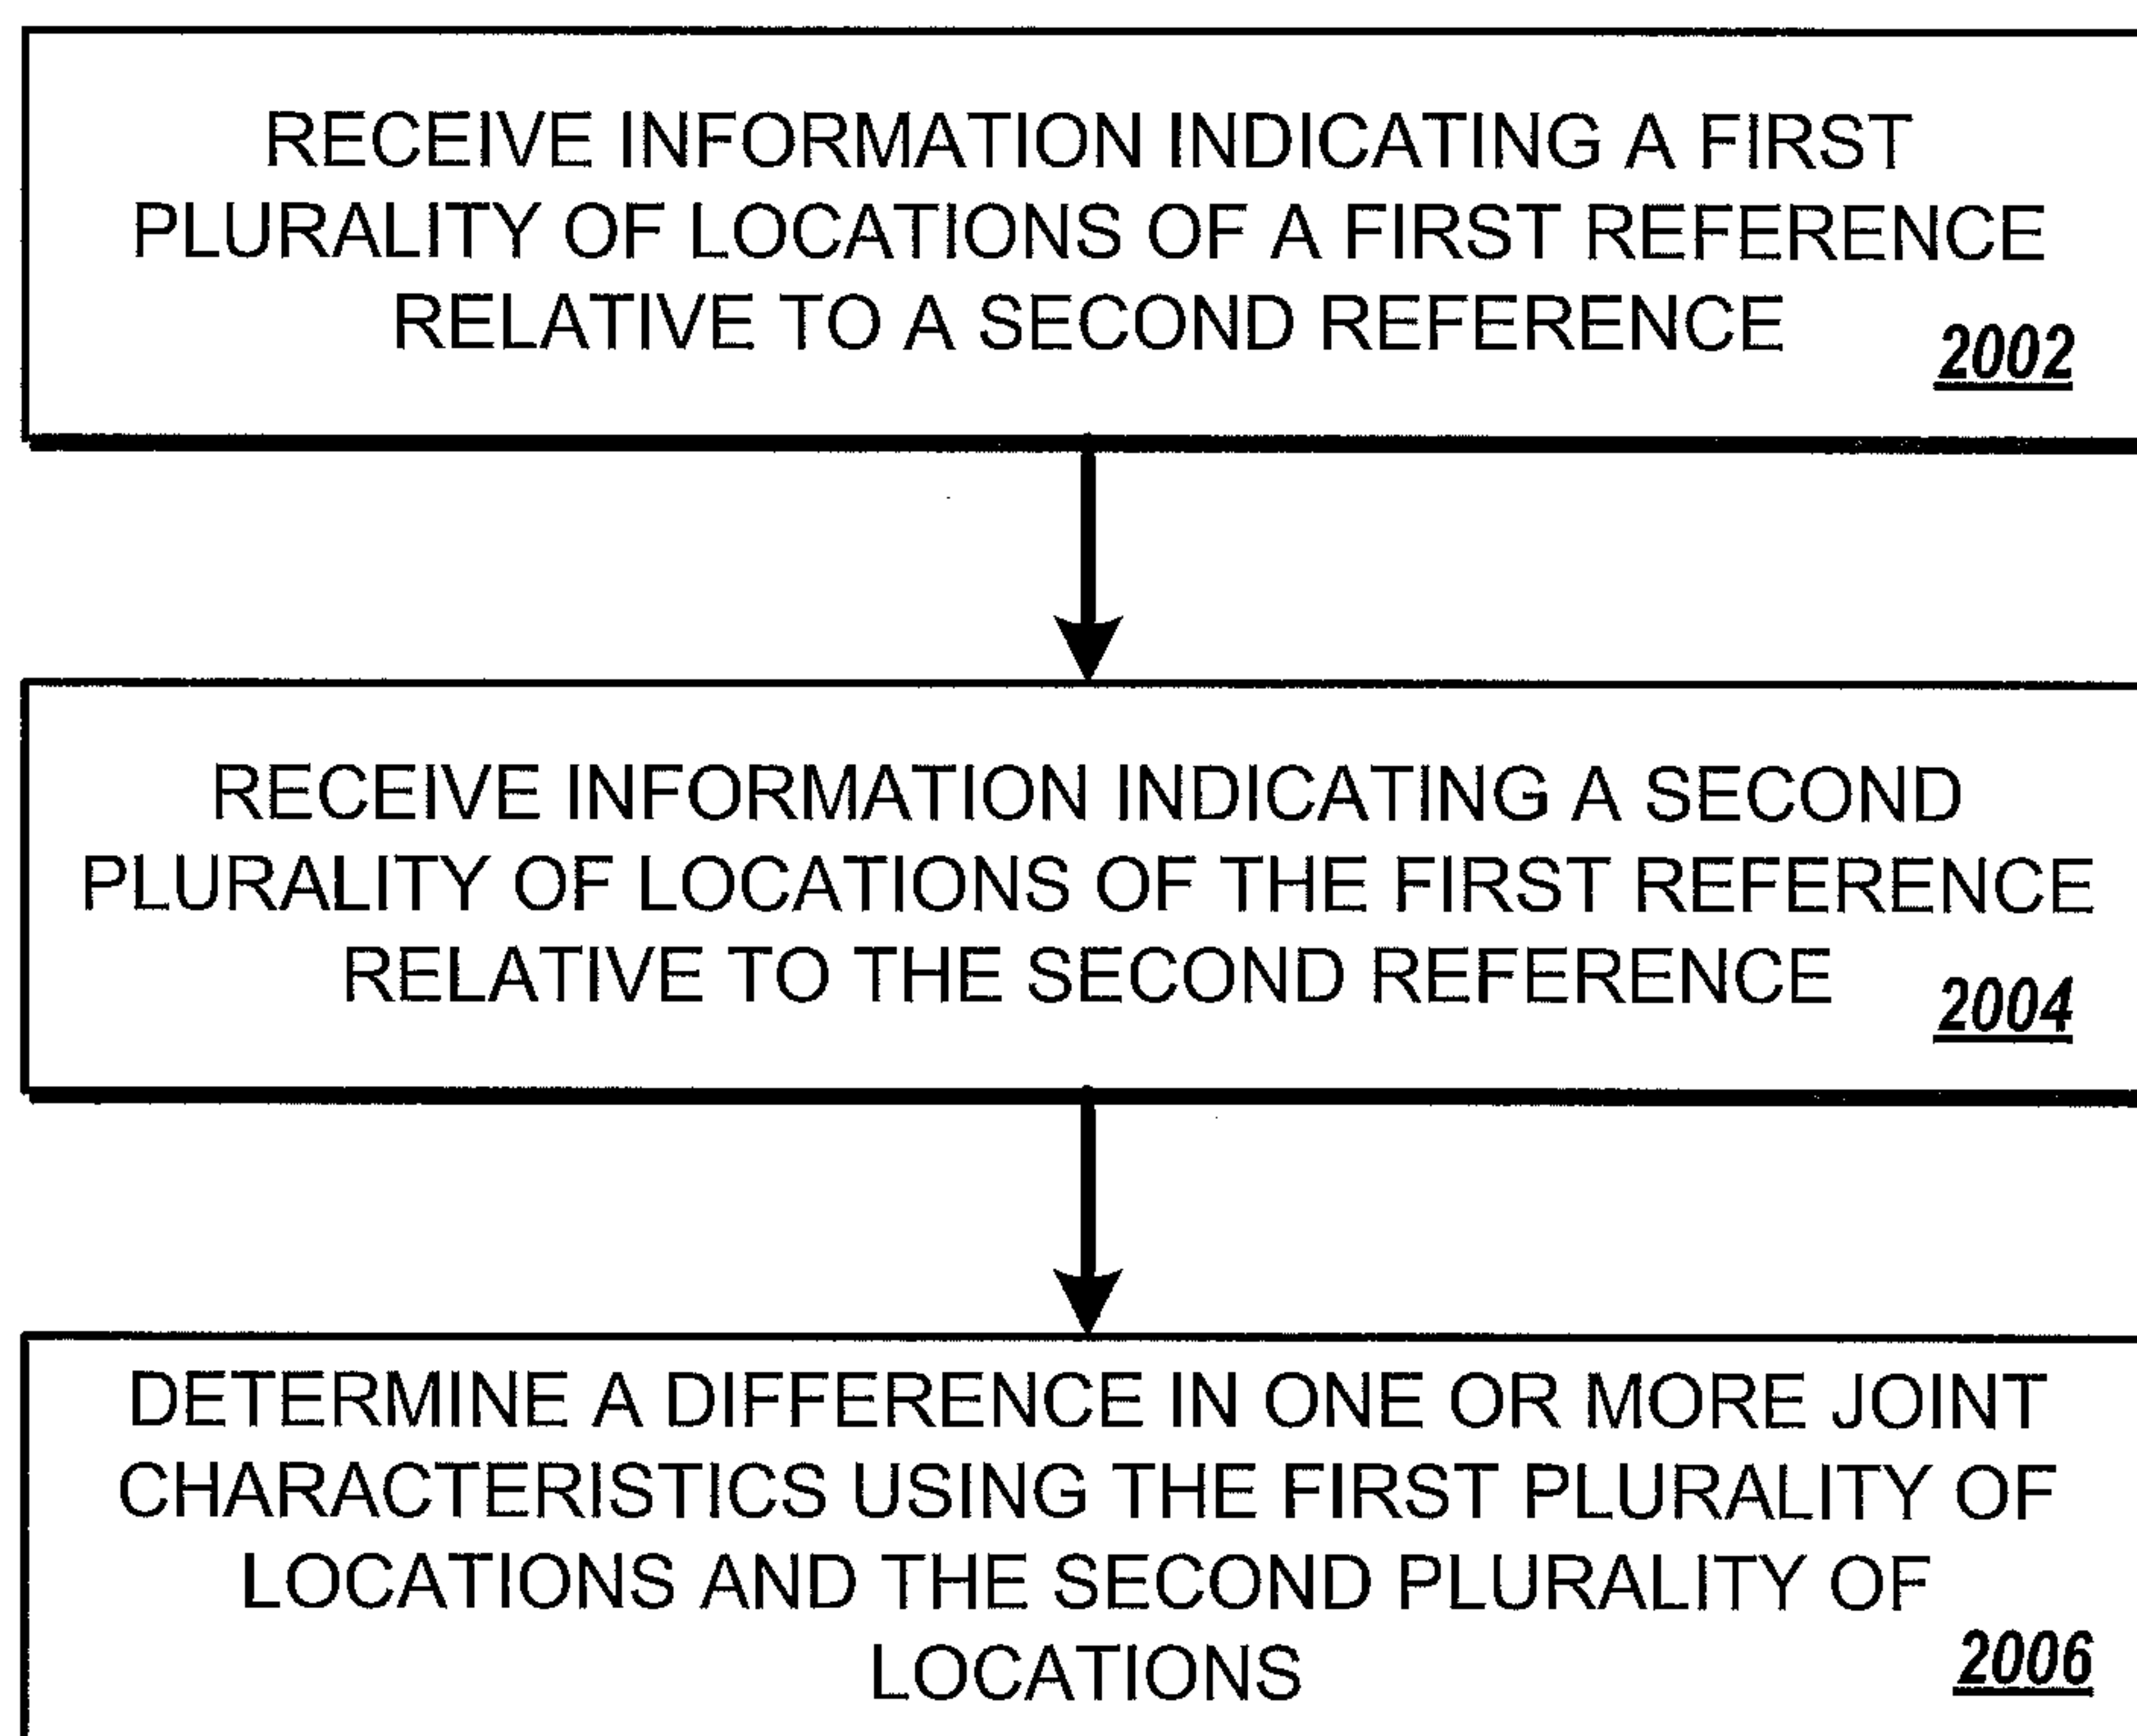 RECEIVE INFORMATION INDICATING A FIRST
PLURALITY OF LOCATIONS OF A FIRST REFERENCE
RELATIVE TO A SECOND REFERENCE
2002
RECEIVE INFORMATION INDICATING A SECOND
PLURALITY OF LOCATIONS OF THE FIRST REFERENCE
RELATIVE TO THE SECOND REFERENCE
2004
DETERMINE A DIFFERENCE IN ONE OR MORE JOINT
CHARACTERISTICS USING THE FIRST PLURALITY OF
LOCATIONS AND THE SECOND PLURALITY OF
LOCATIONS
2006